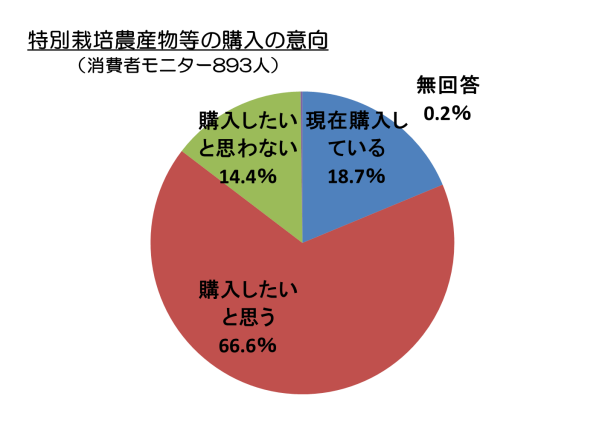 特別栽培農産物等の購入の意向
（消費者モニター893人）
無回答
0.2%
現在購入し
ている
18.7%
購入したい
と思わない
14.4%
購入したい
と思う
66.6%